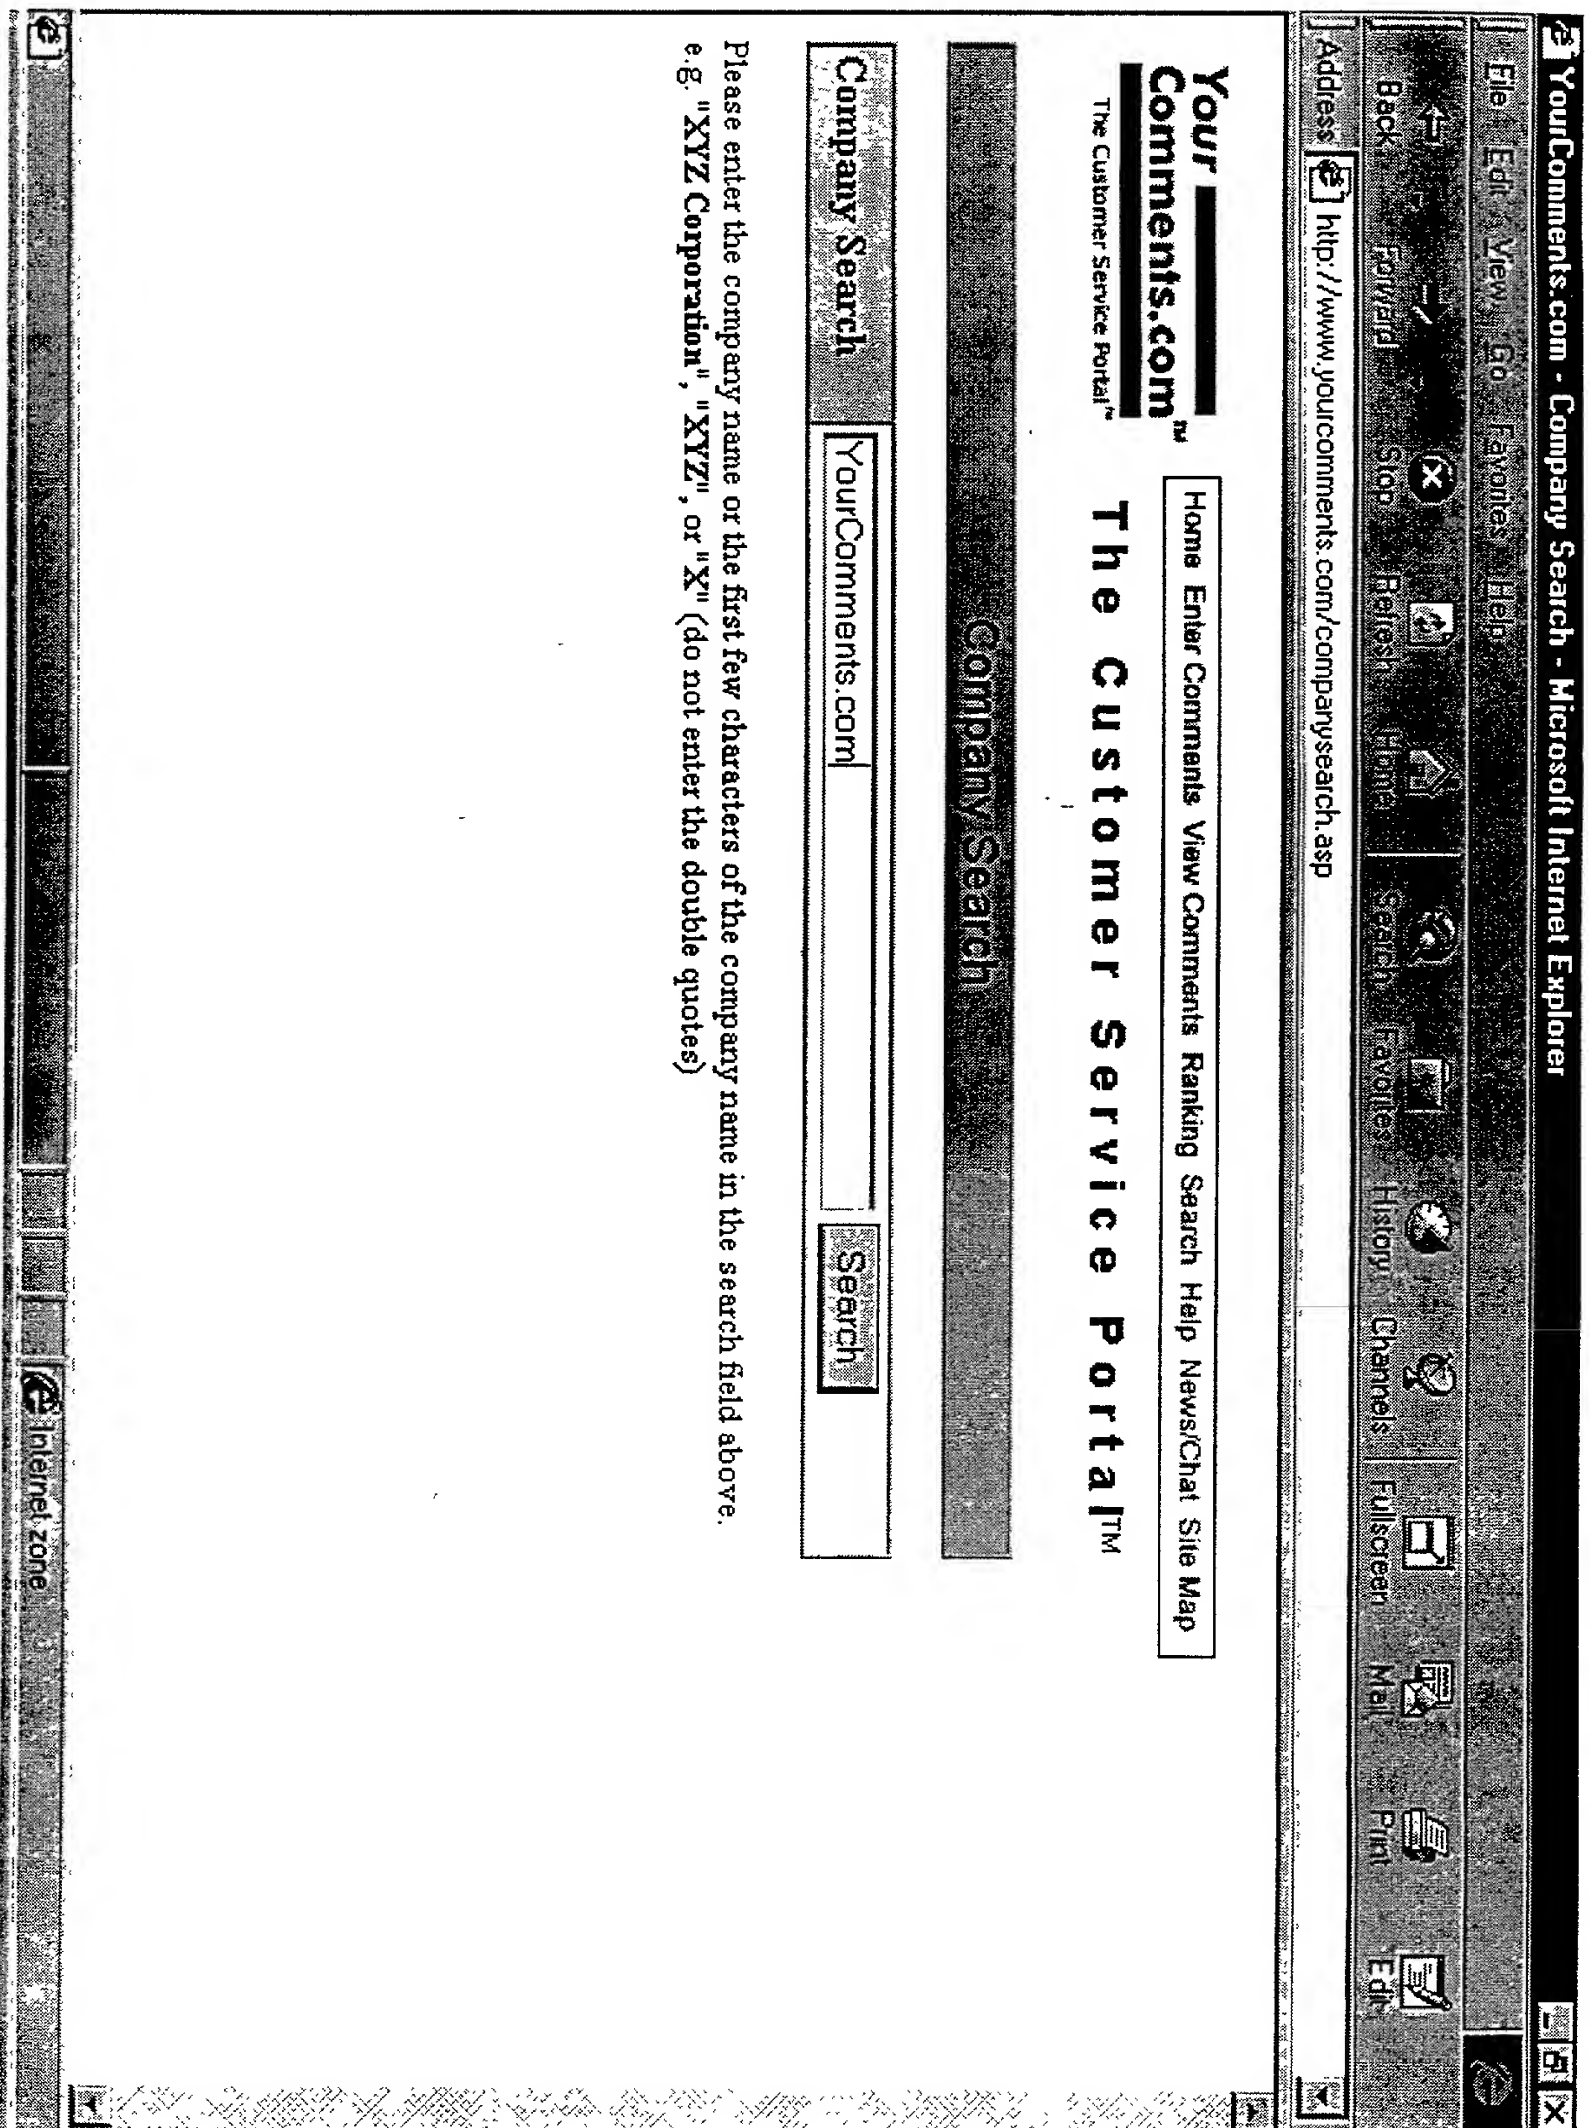 YourComments.com - Company Search - Microsoft Internet Explorer
File Edit View Go Favorites Help
Back Forward Stop Refresh Home Search Favorites History Channels Fullscreen Mail Print Edit
Address http://www.yourcomments.com/companysearch.asp
Your
Comments.com™
The Customer Service Portal™
Home Enter Comments View Comments Ranking Search Help News/Chat Site Map
The Customer Service Portal™
Company Search
Company Search YourComments.com Search
Please enter the company name or the first few characters of the company name in the search field above.
e.g. "XYZ Corporation", "XYZ", or "X" (do not enter the double quotes)
Internet zone